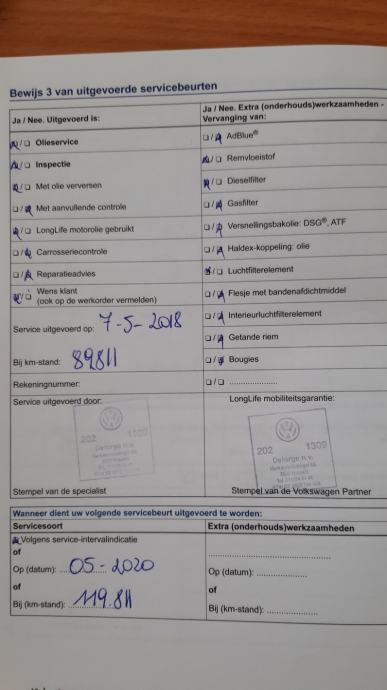 Bewijs 3 van uitgevoerde servicebeurten
Ja / Nee. Uitgevoerd is:
Olieservice
Inspectie
Met olie verversen
Met aanvullende controle
LongLife motorolie gebruikt
Carrosseriecontrole
Reparatieadvies
Wens klant
(ook op de werkorder vermelden)
Service uitgevoerd op: 7-5-2018
Bij km-stand: 89811
Rekeningnummer:
Service uitgevoerd door:
202 1309
Stempel van de specialist
Ja / Nee. Extra (onderhouds)werkzaamheden -
Vervanging van:
AdBlue®
Remvloeistof
Dieselfilter
Gasfilter
Versnellingsbakolie: DSG®, ATF
Haldex-koppeling: olie
Luchtfilterelement
Flesje met bandenafdichtmiddel
Interieurluchtfilterelement
Getande riem
Bougies
LongLife mobiliteitsgarantie:
202 1309
Stempel van de Volkswagen Partner
Wanneer dient uw volgende servicebeurt uitgevoerd te worden:
Servicesoort
Volgens service-intervalindicatie
of
Op (datum): 05-2020
of
Bij (km-stand): 119.811
Extra (onderhouds)werkzaamheden
Op (datum):
of
Bij (km-stand):